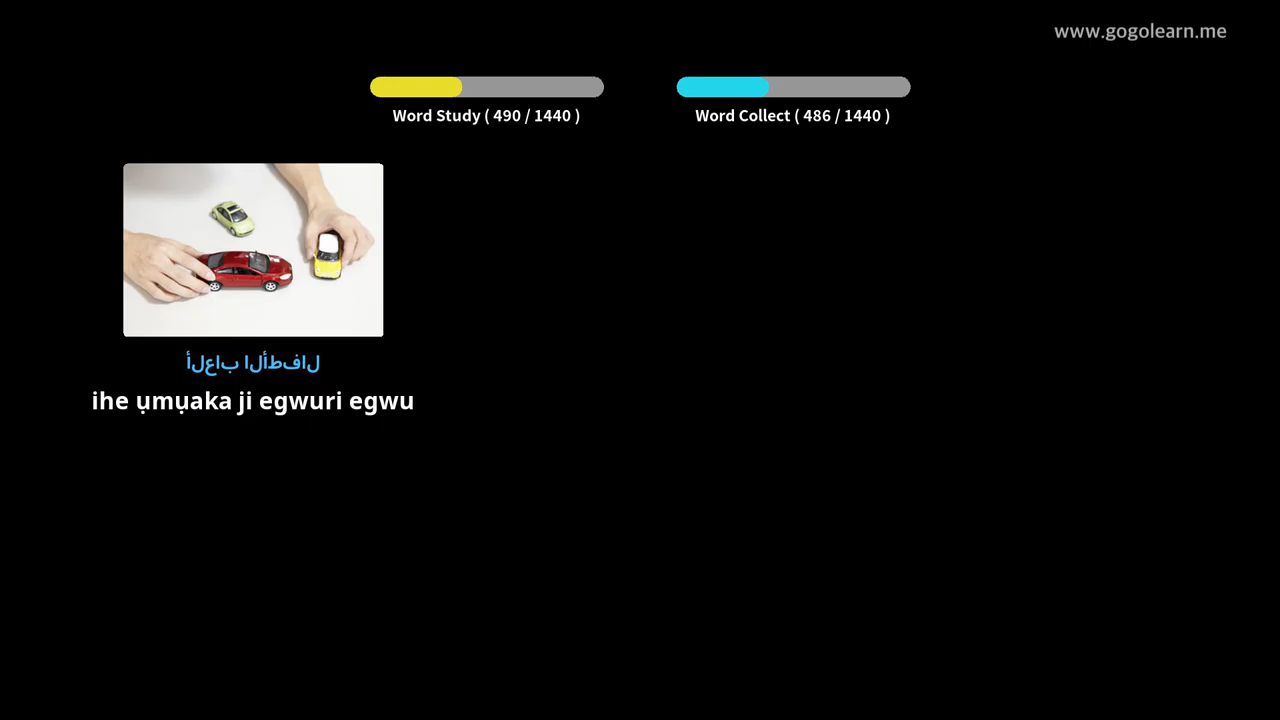 www.gogolearn.me
Word Study ( 490 / 1440 )
Word Collect ( 486 / 1440 )
ألعاب الأطفال
ihe ụmụaka ji egwuri egwu